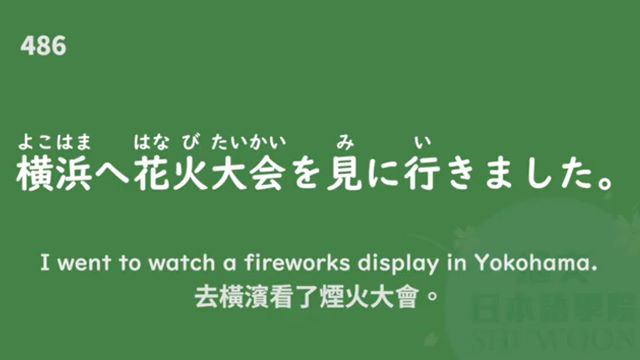 486
よこはま はな び たいかい み い
横浜へ花火大会を見に行きました。
I went to watch a fireworks display in Yokohama.
去橫濱看了煙火大會。
日本語學院
SHUWOON